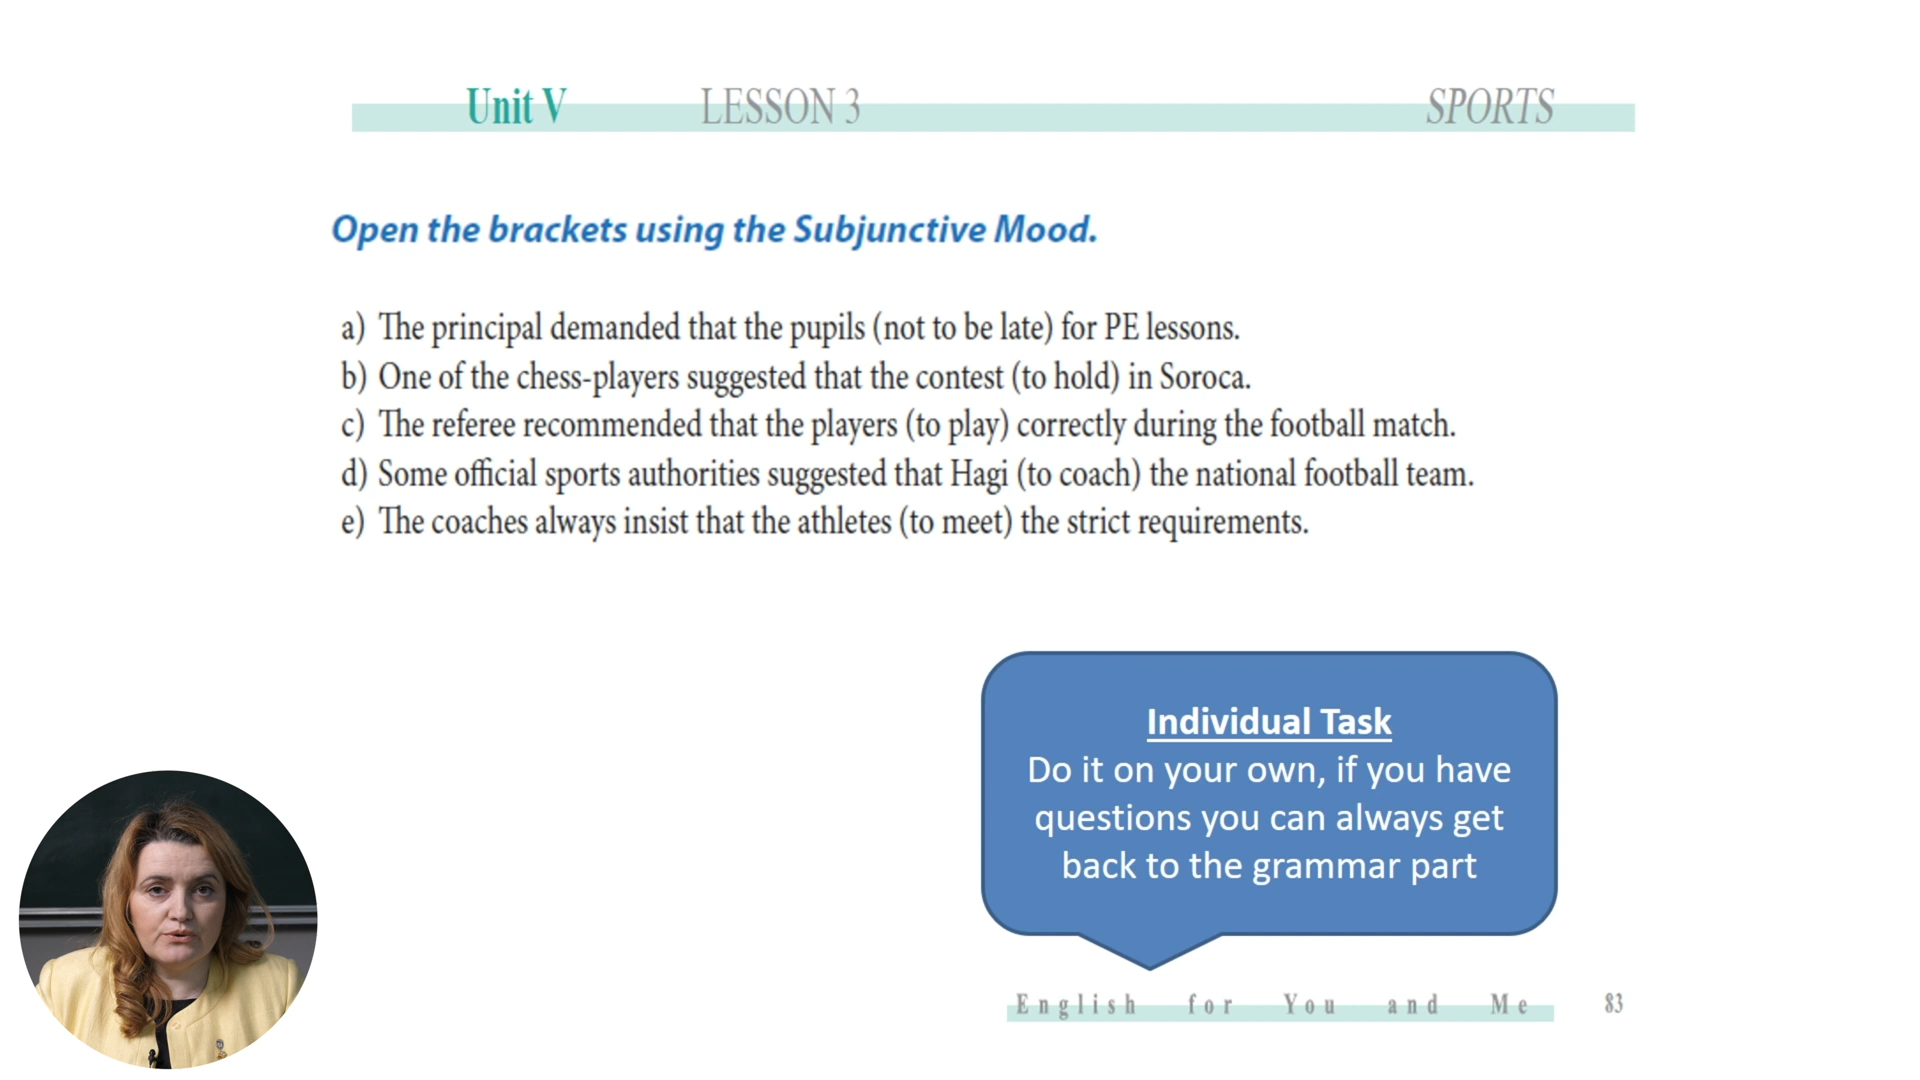 Unit V LESSON 3 SPORTS
Open the brackets using the Subjunctive Mood.
a) The principal demanded that the pupils (not to be late) for PE lessons.
b) One of the chess-players suggested that the contest (to hold) in Soroca.
c) The referee recommended that the players (to play) correctly during the football match.
d) Some official sports authorities suggested that Hagi (to coach) the national football team.
e) The coaches always insist that the athletes (to meet) the strict requirements.
Individual Task
Do it on your own, if you have
questions you can always get
back to the grammar part
English for You and Me 83